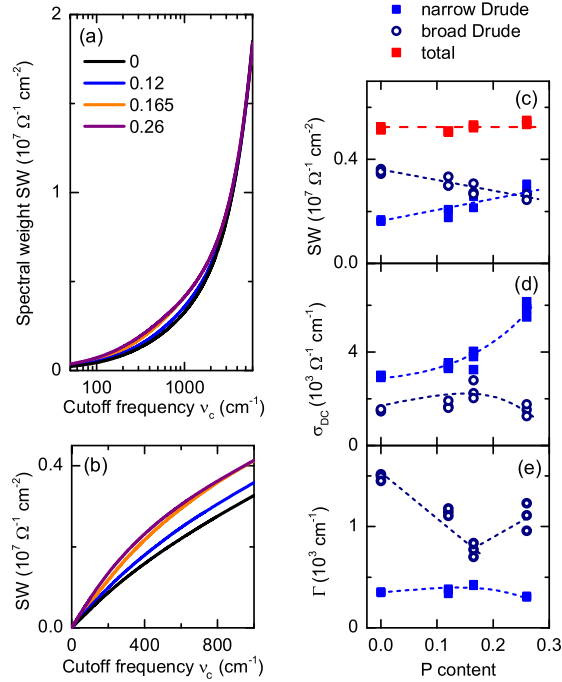 narrow Drude
broad Drude
total
(a)
0
0.12
0.165
0.26
2
1
0
100
1000
Spectral weight SW (10⁷ Ω⁻¹ cm⁻²)
Cutoff frequency ν_c (cm⁻¹)
(b)
0.4
0.0
0
400
800
SW (10⁷ Ω⁻¹ cm⁻²)
Cutoff frequency ν_c (cm⁻¹)
(c)
0.4
0.0
SW (10⁷ Ω⁻¹ cm⁻²)
(d)
6
3
0
σ_DC (10³ Ω⁻¹ cm⁻¹)
(e)
2
1
0
Γ (10³ cm⁻¹)
0.0
0.1
0.2
0.3
P content